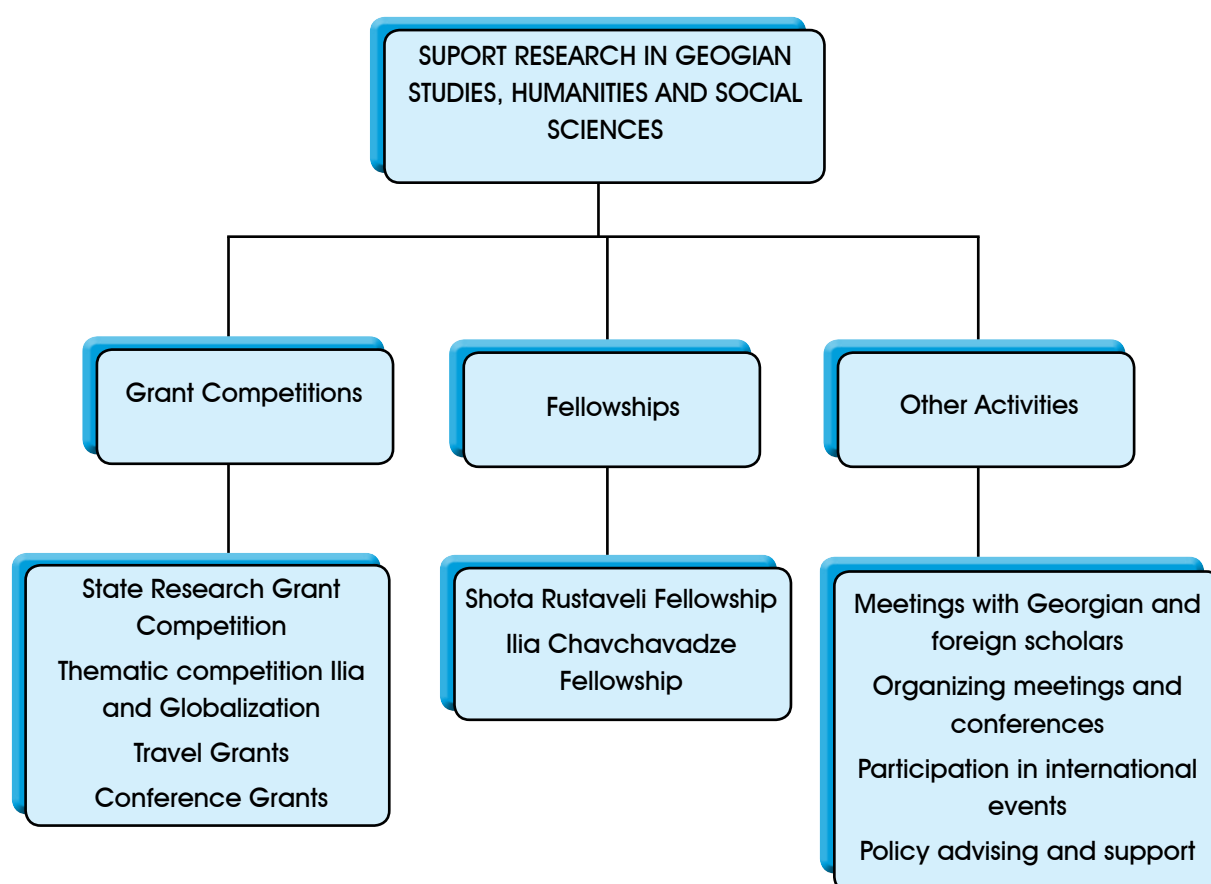 SUPORT RESEARCH IN GEOGIAN
STUDIES, HUMANITIES AND SOCIAL
SCIENCES
Grant Competitions
Fellowships
Other Activities
State Research Grant
Competition
Thematic competition Ilia
and Globalization
Travel Grants
Conference Grants
Shota Rustaveli Fellowship
Ilia Chavchavadze
Fellowship
Meetings with Georgian and
foreign scholars
Organizing meetings and
conferences
Participation in international
events
Policy advising and support